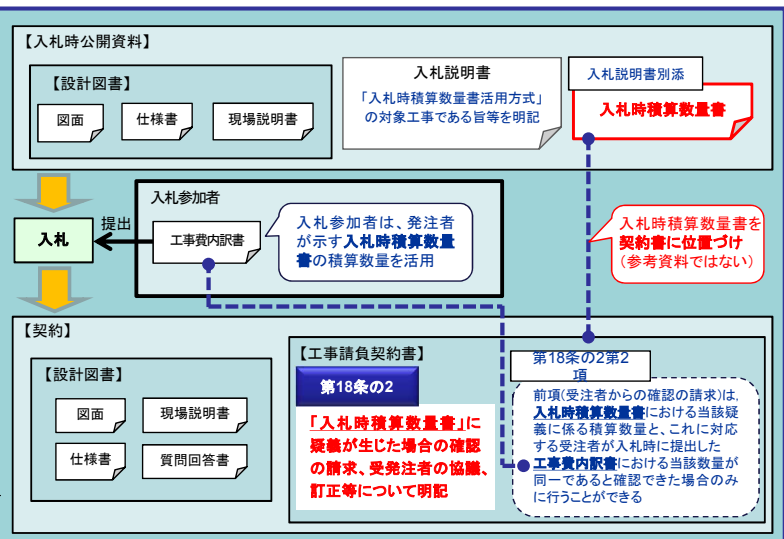 【入札時公開資料】
【設計図書】
図面
仕様書
現場説明書
入札説明書
「入札時積算数量書活用方式」
の対象工事である旨等を明記
入札説明書別添
入札時積算数量書
入札
提出
入札参加者
工事費内訳書
入札参加者は、発注者
が示す入札時積算数量
書の積算数量を活用
入札時積算数量書を
契約書に位置づけ
(参考資料ではない)
【契約】
【設計図書】
図面
現場説明書
仕様書
質問回答書
【工事請負契約書】
第18条の2
「入札時積算数量書」に
疑義が生じた場合の確認
の請求、受発注者の協議、
訂正等について明記
第18条の2第2
項
前項(受注者からの確認の請求)は,
入札時積算数量書における当該疑
義に係る積算数量と、これに対応
する受注者が入札時に提出した
工事費内訳書における当該数量が
同一であると確認できた場合のみ
に行うことができる